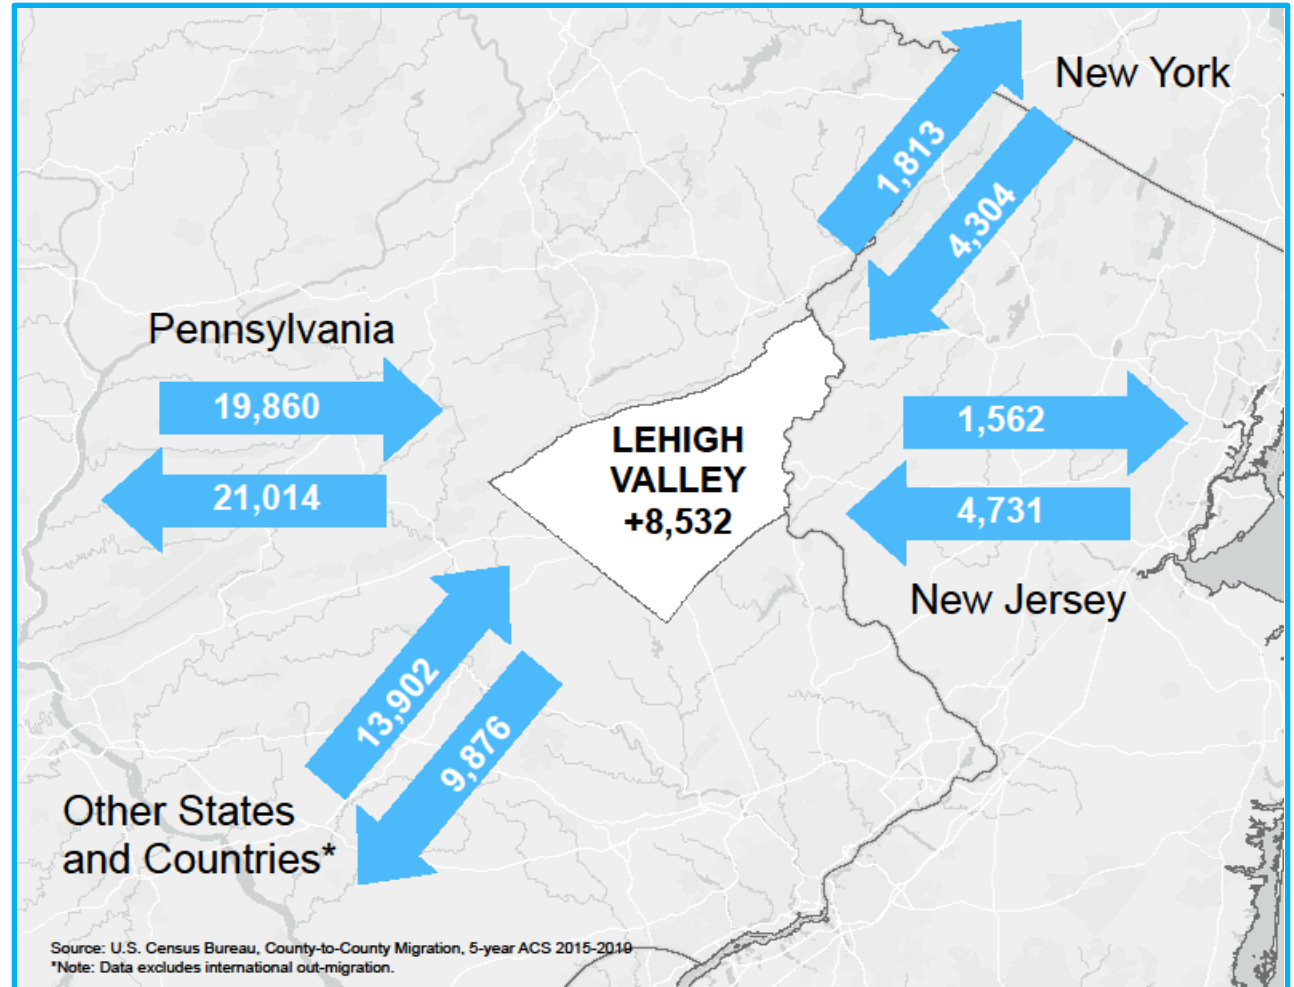 New York
1,813
4,304
Pennsylvania
19,860
21,014
LEHIGH
VALLEY
+8,532
1,562
4,731
New Jersey
13,902
9,876
Other States
and Countries*
Source: U.S. Census Bureau, County-to-County Migration, 5-year ACS 2015-2019
*Note: Data excludes international out-migration.